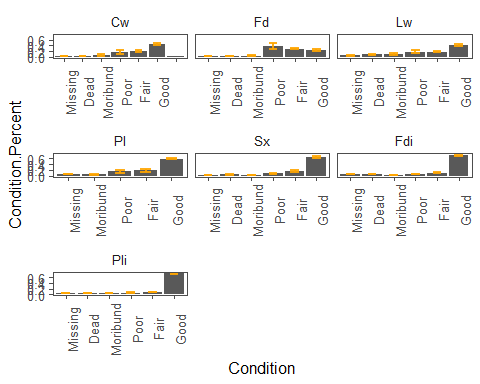 Cw Fd Lw
0.6
0.4
0.2
0.0
Missing Dead Moribund Poor Fair Good Missing Dead Moribund Poor Fair Good Missing Dead Moribund Poor Fair Good
Pl Sx Fdi
0.6
0.4
0.2
0.0
Missing Dead Moribund Poor Fair Good Missing Dead Moribund Poor Fair Good Missing Dead Moribund Poor Fair Good
Pli
0.6
0.4
0.2
0.0
Missing Dead Moribund Poor Fair Good
Condition.Percent
Condition